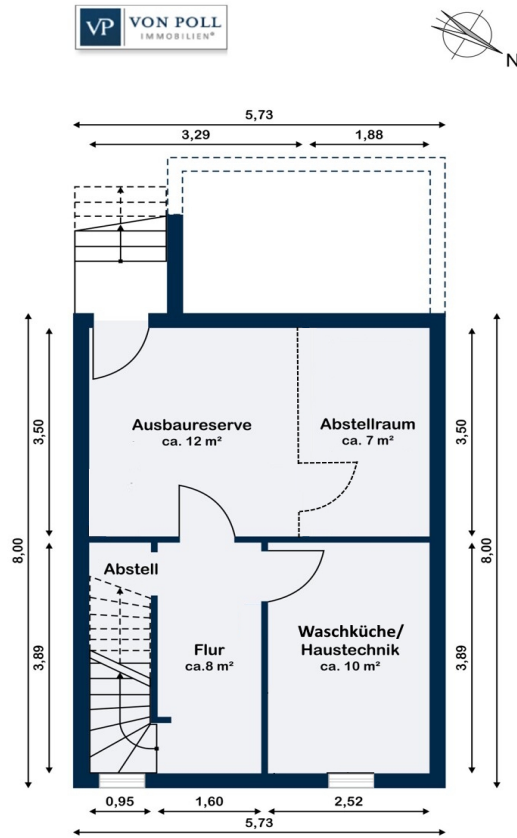 VP VON POLL
IMMOBILIEN®
N
5,73
3,29 1,88
3,50
3,50
8,00
8,00
3,89
3,89
Ausbaureserve
ca. 12 m²
Abstellraum
ca. 7 m²
Abstell
Flur
ca.8 m²
Waschküche/
Haustechnik
ca. 10 m²
0,95 1,60 2,52
5,73